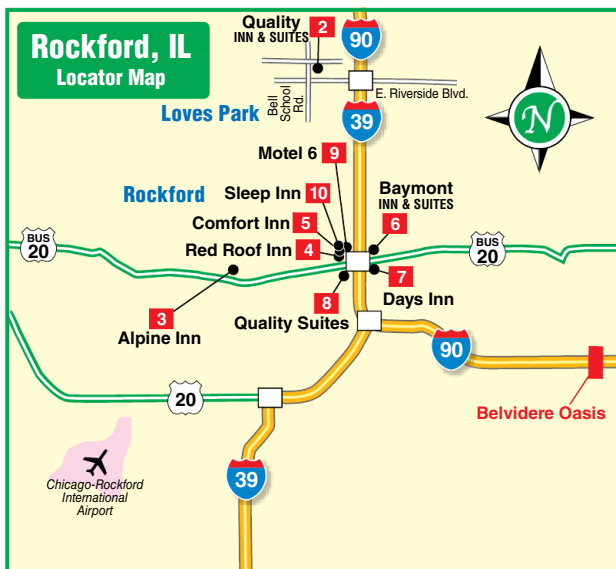 Rockford, IL
Locator Map
Quality
INN & SUITES
2
90
E. Riverside Blvd.
Bell
School
Rd.
Loves Park
39
N
Motel 6
9
Rockford
Sleep Inn
10
Baymont
INN & SUITES
Comfort Inn
5
6
Red Roof Inn
4
BUS
20
BUS
20
7
Days Inn
8
Quality Suites
3
Alpine Inn
90
20
Belvidere Oasis
39
Chicago-Rockford
International
Airport